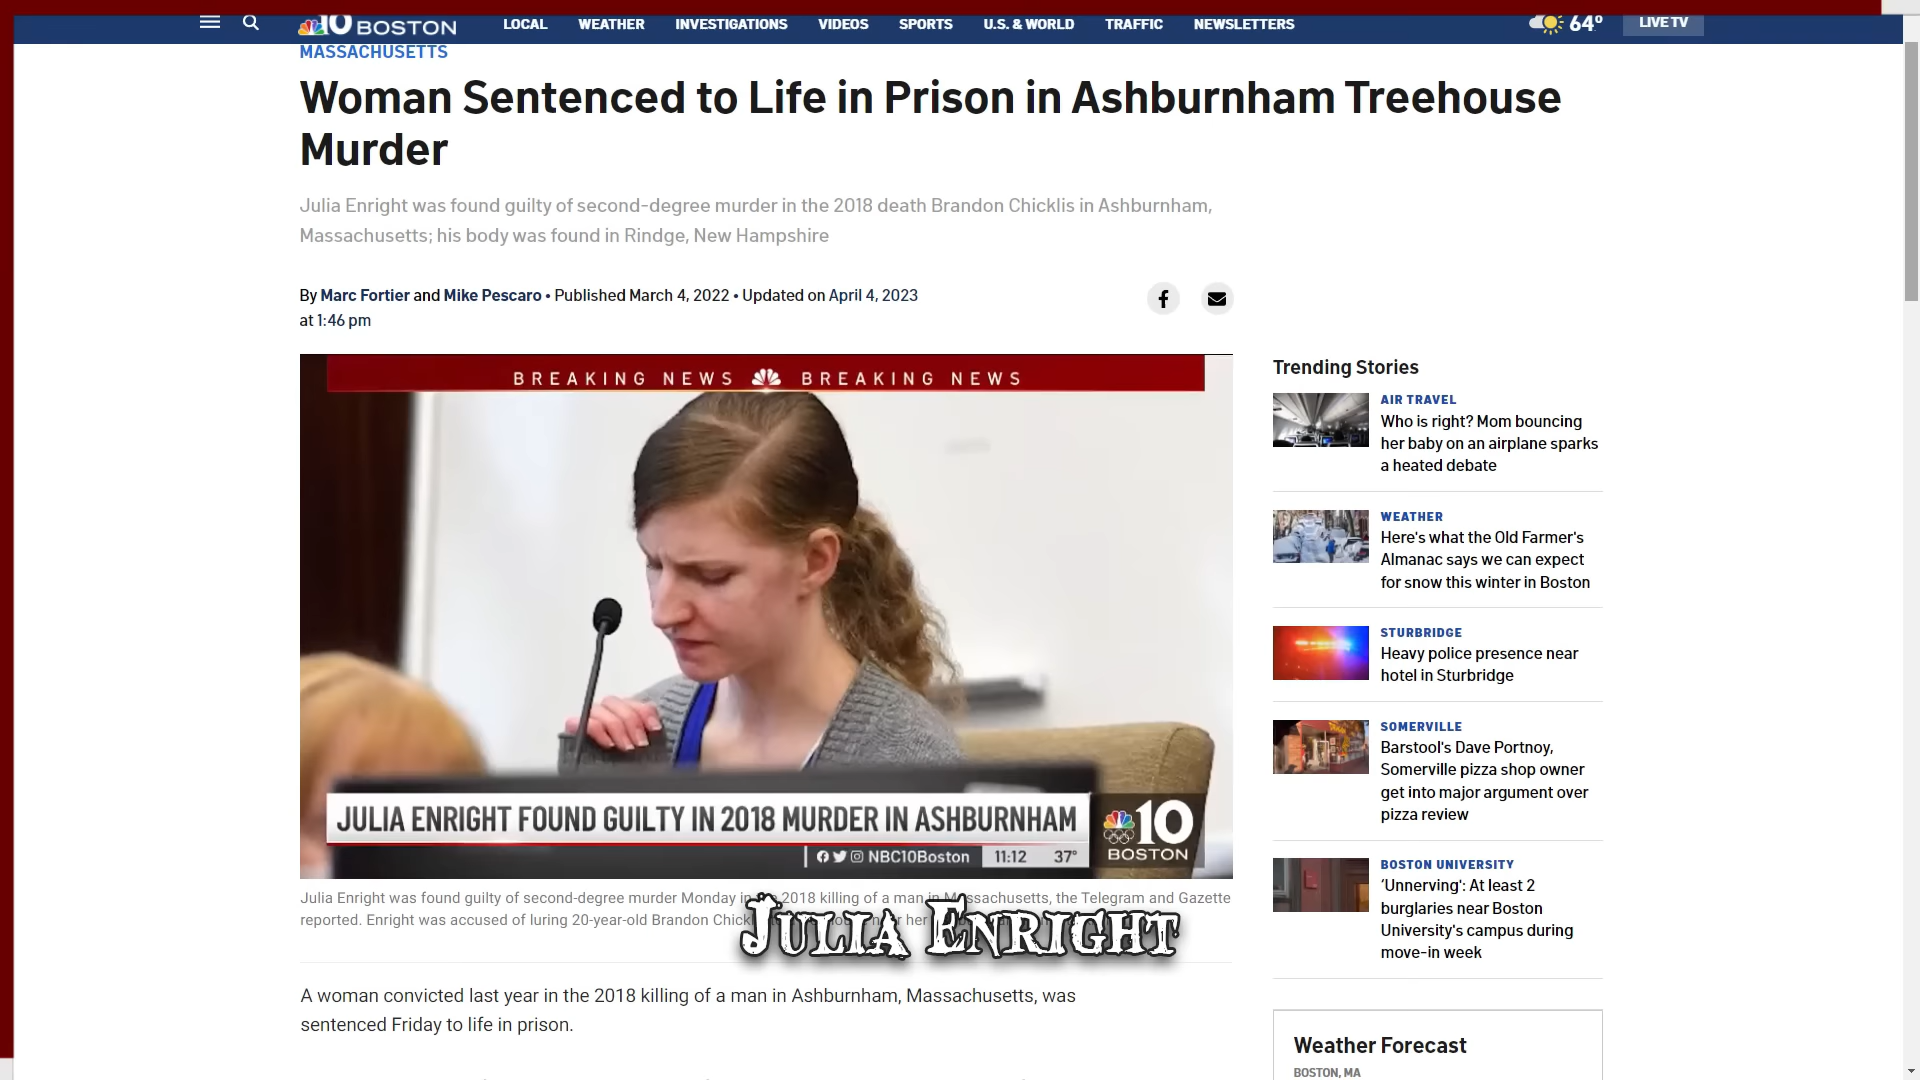 10 BOSTON
LOCAL WEATHER INVESTIGATIONS VIDEOS SPORTS U.S. & WORLD TRAFFIC NEWSLETTERS
64°
LIVE TV
MASSACHUSETTS
Woman Sentenced to Life in Prison in Ashburnham Treehouse
Murder
Julia Enright was found guilty of second-degree murder in the 2018 death Brandon Chicklis in Ashburnham,
Massachusetts; his body was found in Rindge, New Hampshire
By Marc Fortier and Mike Pescaro • Published March 4, 2022 • Updated on April 4, 2023
at 1:46 pm
BREAKING NEWS BREAKING NEWS
JULIA ENRIGHT FOUND GUILTY IN 2018 MURDER IN ASHBURNHAM
NBC10Boston 11:12 37°
10
BOSTON
Julia Enright was found guilty of second-degree murder Monday in 2018 killing of a man in the Telegram and Gazette
reported. Enright was accused of luring 20-year-old Brandon her
Julia Enright
A woman convicted last year in the 2018 killing of a man in Ashburnham, Massachusetts, was
sentenced Friday to life in prison.
Trending Stories
AIR TRAVEL
Who is right? Mom bouncing
her baby on an airplane sparks
a heated debate
WEATHER
Here's what the Old Farmer's
Almanac says we can expect
for snow this winter in Boston
STURBRIDGE
Heavy police presence near
hotel in Sturbridge
SOMERVILLE
Barstool's Dave Portnoy,
Somerville pizza shop owner
get into major argument over
pizza review
BOSTON UNIVERSITY
'Unnerving': At least 2
burglaries near Boston
University's campus during
move-in week
Weather Forecast
BOSTON, MA